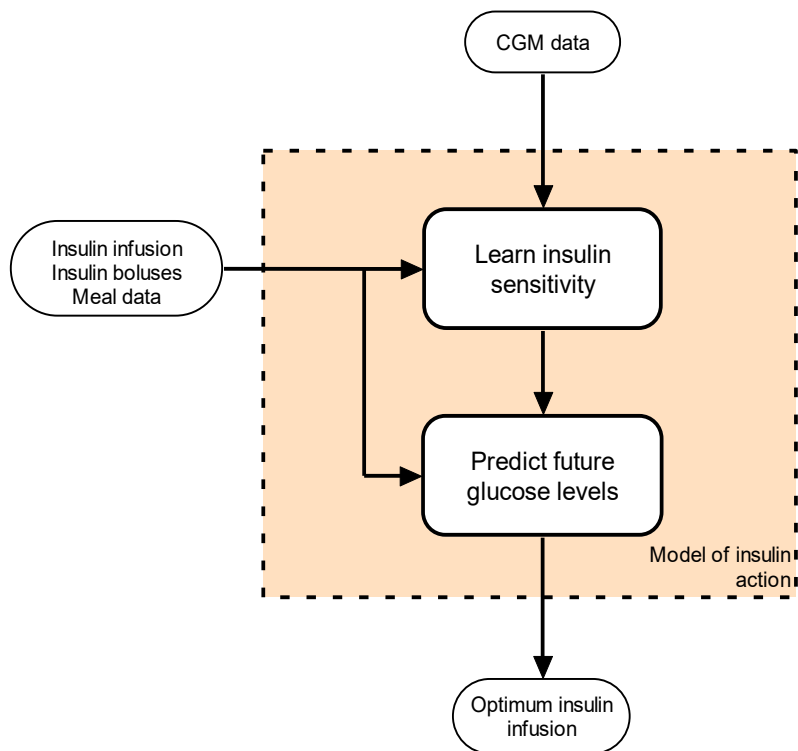 CGM data
Insulin infusion
Insulin boluses
Meal data
Learn insulin
sensitivity
Predict future
glucose levels
Model of insulin
action
Optimum insulin
infusion